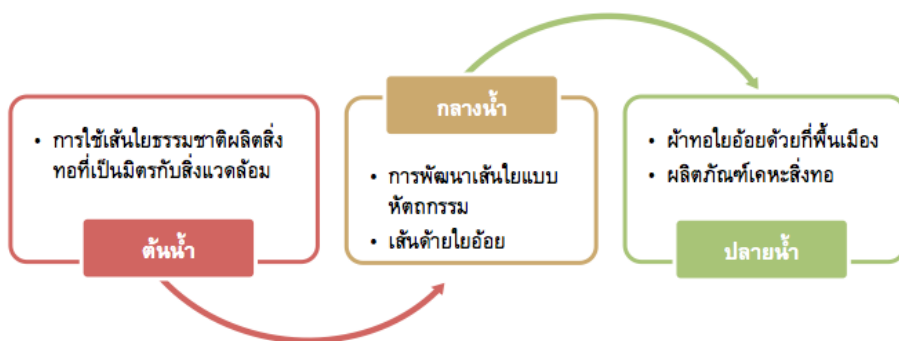 • การใช้เส้นใยธรรมชาติผลิตสิ่ง
ทอที่เป็นมิตรกับสิ่งแวดล้อม
ต้นน้ำ
กลางน้ำ
• การพัฒนาเส้นใยแบบ
หัตถกรรม
• เส้นด้ายใยอ้อย
• ผ้าทอใยอ้อยด้วยกี่พื้นเมือง
• ผลิตภัณฑ์เคหะสิ่งทอ
ปลายน้ำ